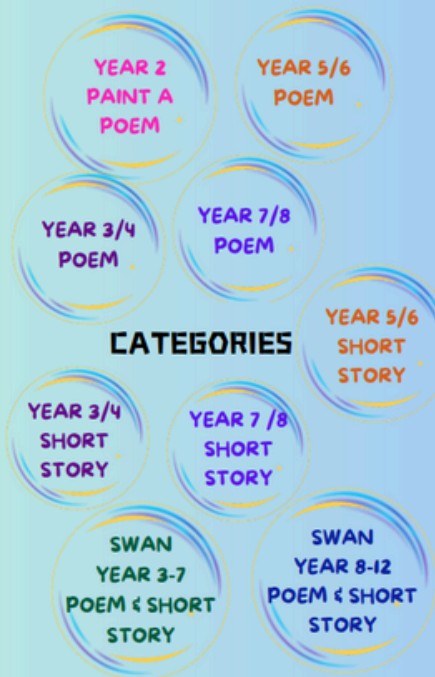 YEAR 2
PAINT A
POEM
YEAR 5/6
POEM
YEAR 3/4
POEM
YEAR 7/8
POEM
YEAR 5/6
SHORT
STORY
CATEGORIES
YEAR 3/4
SHORT
STORY
YEAR 7 /8
SHORT
STORY
SWAN
YEAR 3-7
POEM & SHORT
STORY
SWAN
YEAR 8-12
POEM & SHORT
STORY